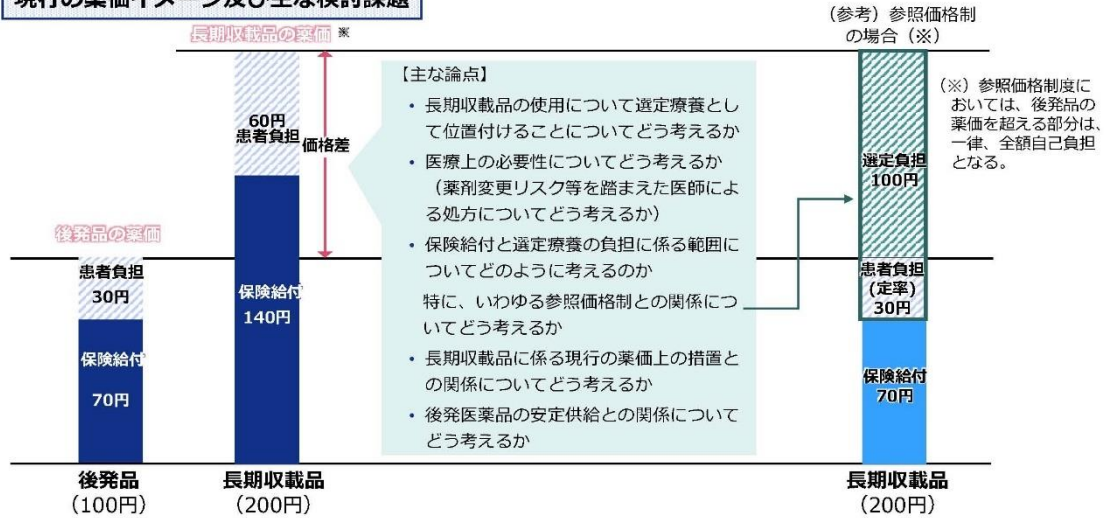 現行の薬価イメージ及び主な検討課題
長期収載品の薬価 ※
60円
患者負担
価格差
保険給付
140円
後発品の薬価
患者負担
30円
保険給付
70円
後発品
(100円)
長期収載品
(200円)
【主な論点】
• 長期収載品の使用について選定療養とし
て位置付けることについてどう考えるか
• 医療上の必要性についてどう考えるか
(薬剤変更リスク等を踏まえた医師によ
る処方についてどう考えるか)
• 保険給付と選定療養の負担に係る範囲に
ついてどのように考えるのか
特に、いわゆる参照価格制との関係につ
いてどう考えるか
• 長期収載品に係る現行の薬価上の措置と
の関係についてどう考えるか
• 後発医薬品の安定供給との関係について
どう考えるか
(参考)参照価格制
の場合(※)
選定負担
100円
患者負担
(定率)
30円
保険給付
70円
長期収載品
(200円)
(※)参照価格制度に
おいては、後発品の
薬価を超える部分は、
一律、全額自己負担
となる。